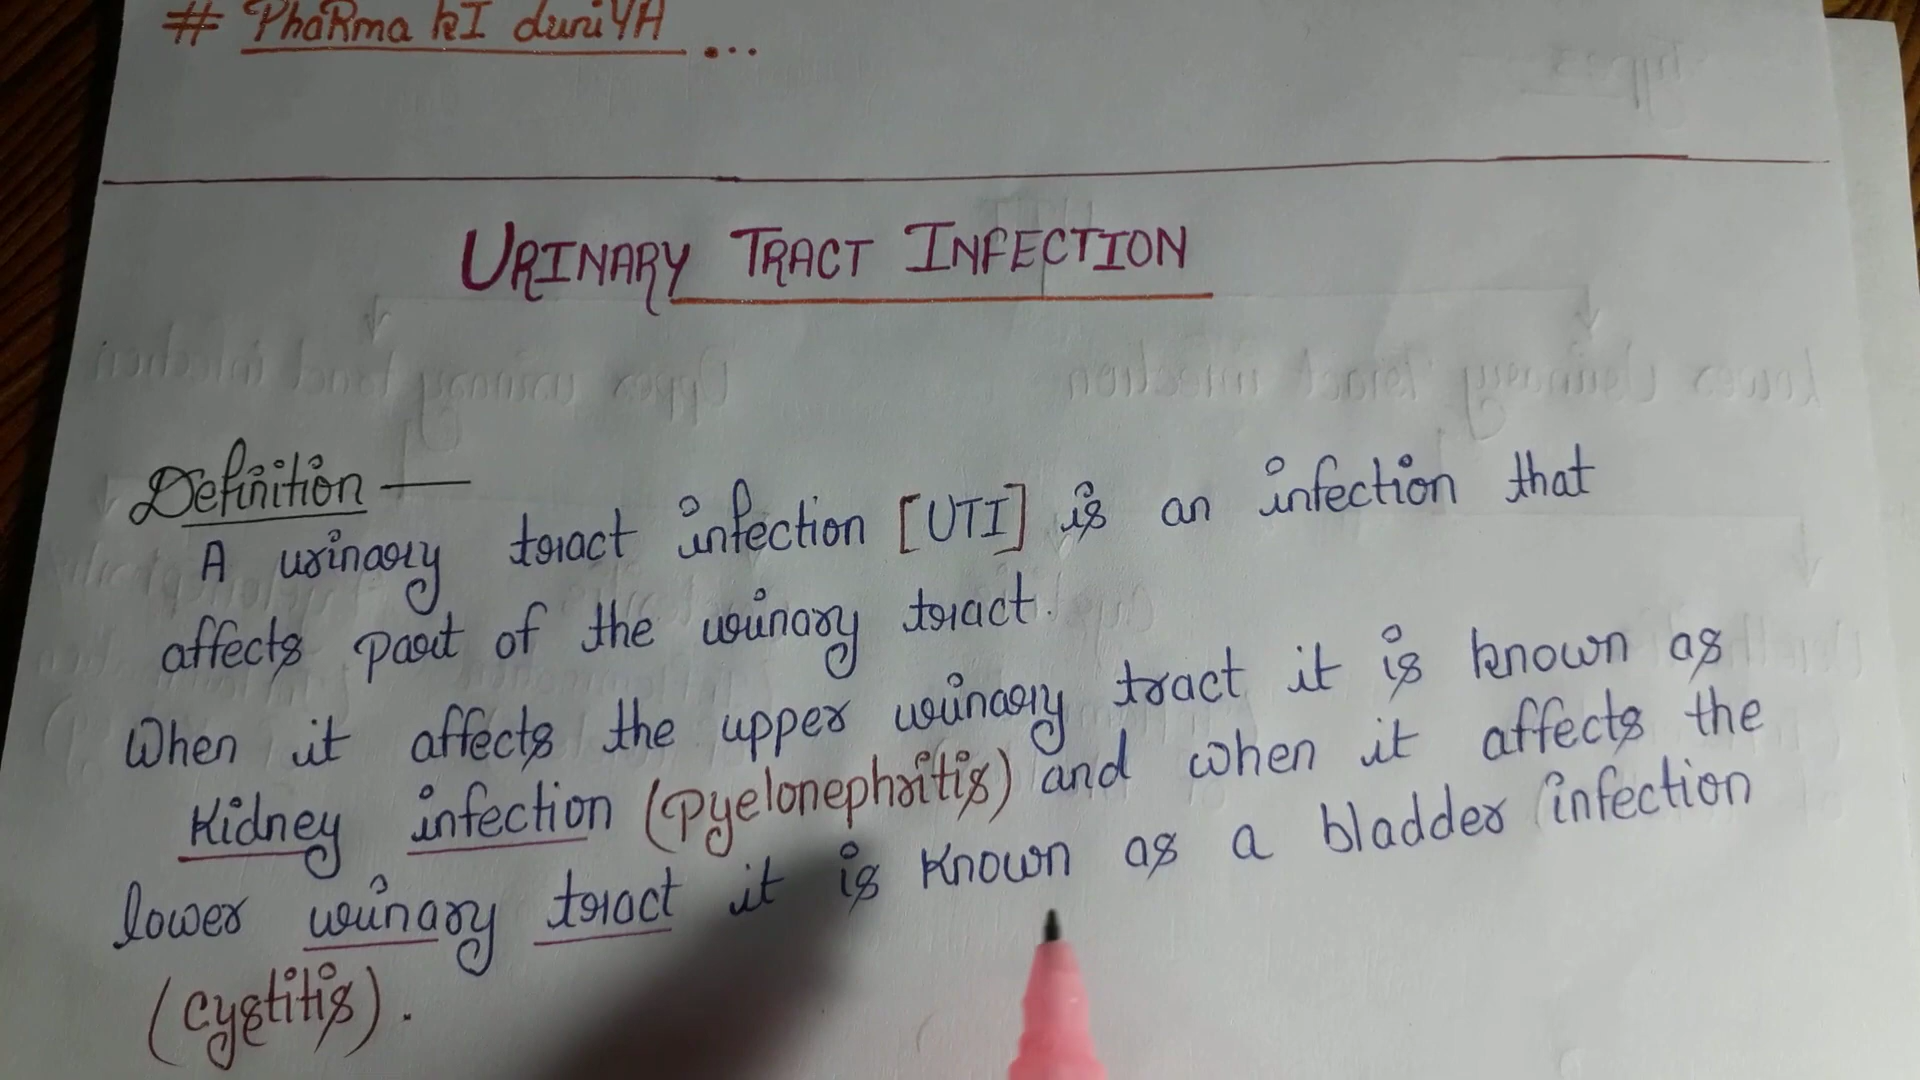 # PhaRma kI duniYA ...
URINARY TRACT INFECTION
Definition —
A urinary tract infection [UTI] is an infection that
affects part of the urinary tract.
When it affects the upper urinary tract it is known as
Kidney infection (pyelonephritis) and when it affects the
lower urinary tract it is known as a bladder infection
(cystitis).